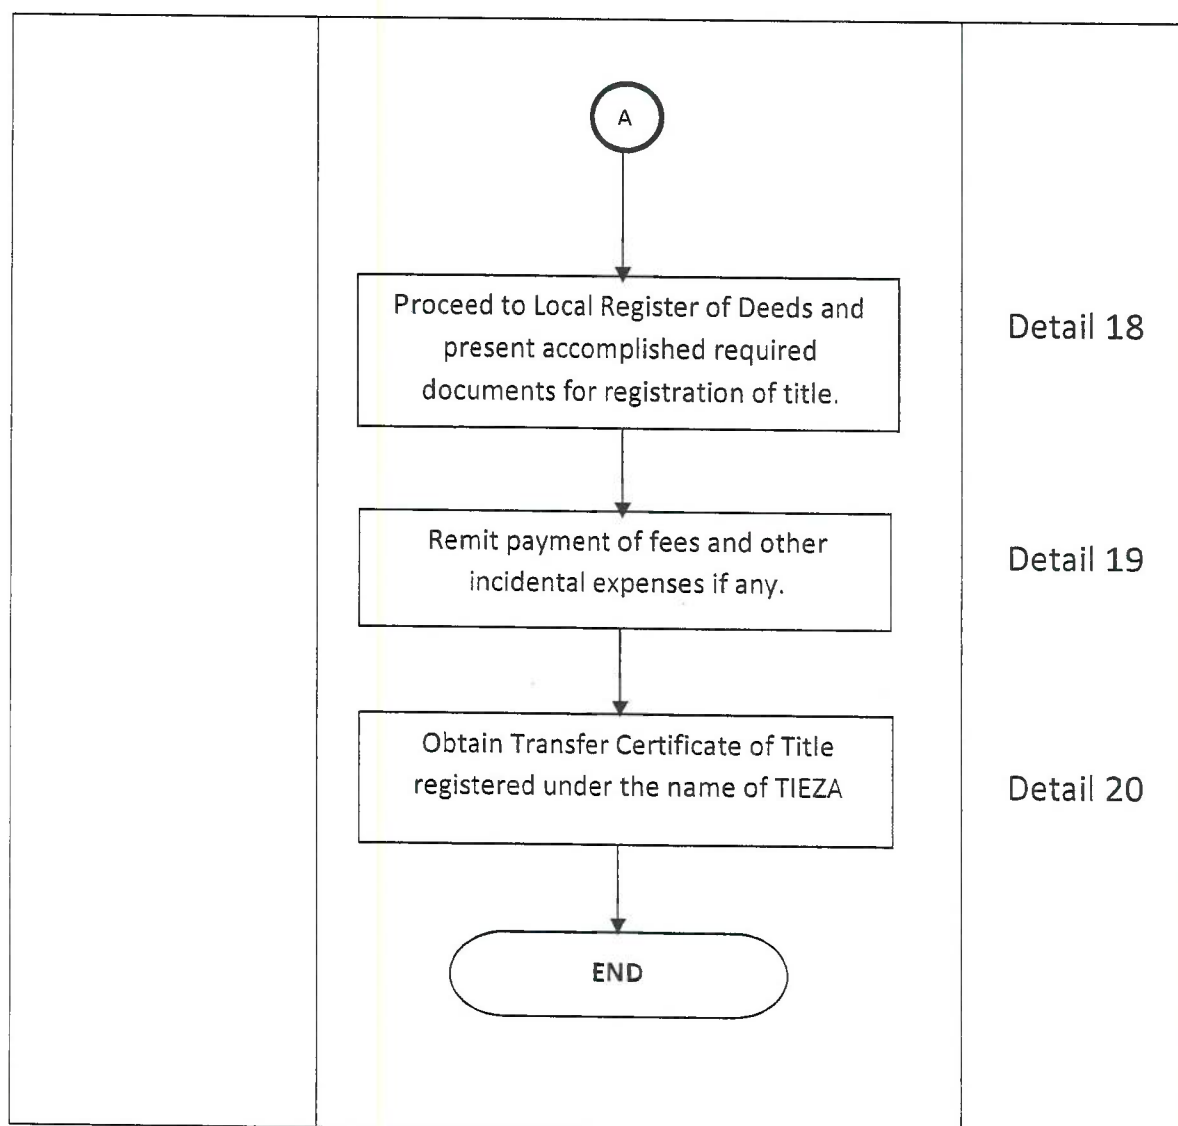 A
Proceed to Local Register of Deeds and
present accomplished required
documents for registration of title.
Detail 18
Remit payment of fees and other
incidental expenses if any.
Detail 19
Obtain Transfer Certificate of Title
registered under the name of TIEZA
Detail 20
END